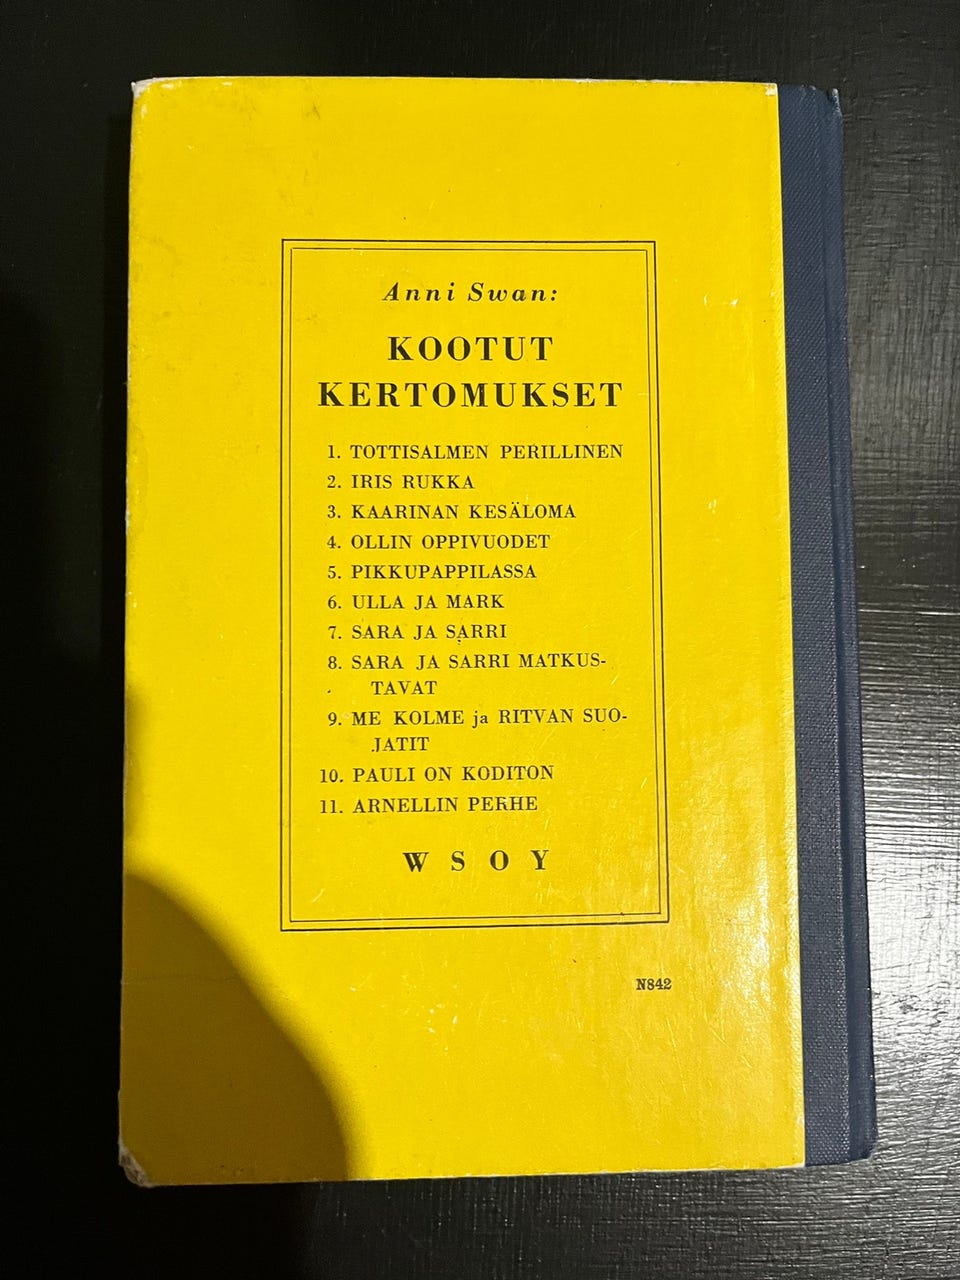 Anni Swan:
KOOTUT
KERTOMUKSET
1. TOTTISALMEN PERILLINEN
2. IRIS RUKKA
3. KAARINAN KESÄLOMA
4. OLLIN OPPIVUODET
5. PIKKUPAPPILASSA
6. ULLA JA MARK
7. SARA JA SARRI
8. SARA JA SARRI MATKUS-
TAVAT
9. ME KOLME ja RITVAN SUO-
JATIT
10. PAULI ON KODITON
11. ARNELLIN PERHE
WSOY
N842